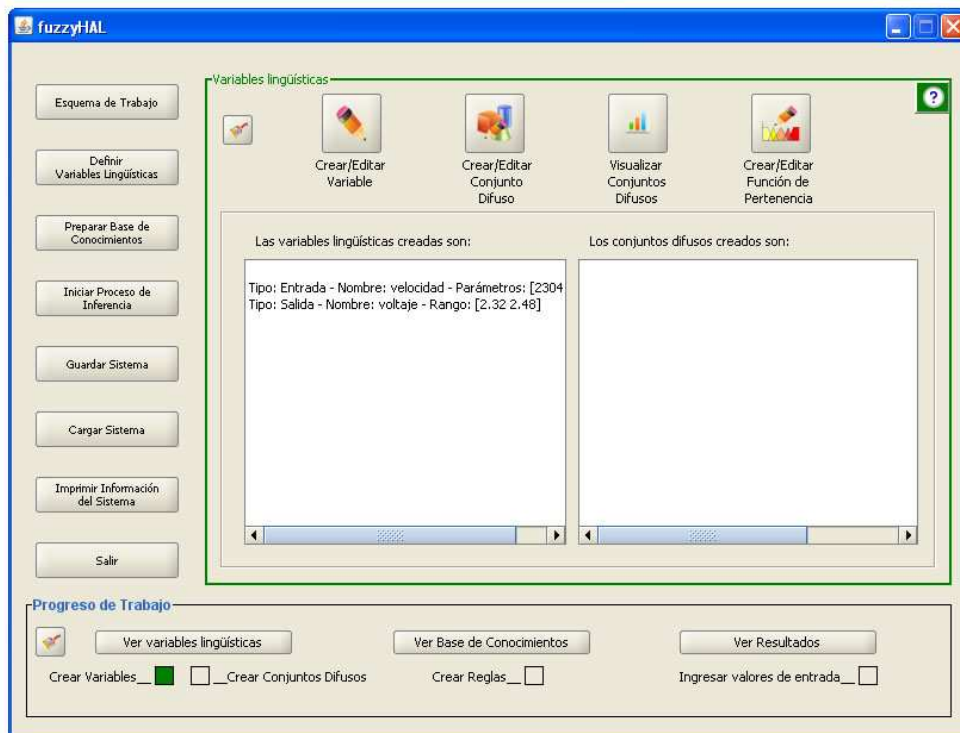 fuzzyHAL
Esquema de Trabajo
Definir
Variables Lingüísticas
Preparar Base de
Conocimientos
Iniciar Proceso de
Inferencia
Guardar Sistema
Cargar Sistema
Imprimir Información
del Sistema
Salir
Variables lingüísticas
?
Crear/Editar
Variable
Crear/Editar
Conjunto
Difuso
Visualizar
Conjuntos
Difusos
Crear/Editar
Función de
Pertenencia
Las variables lingüísticas creadas son:
Tipo: Entrada - Nombre: velocidad - Parámetros: [2304
Tipo: Salida - Nombre: voltaje - Rango: [2.32 2.48]
Los conjuntos difusos creados son:
Progreso de Trabajo
Ver variables lingüísticas
Ver Base de Conocimientos
Ver Resultados
Crear Variables__
__Crear Conjuntos Difusos
Crear Reglas__
Ingresar valores de entrada__